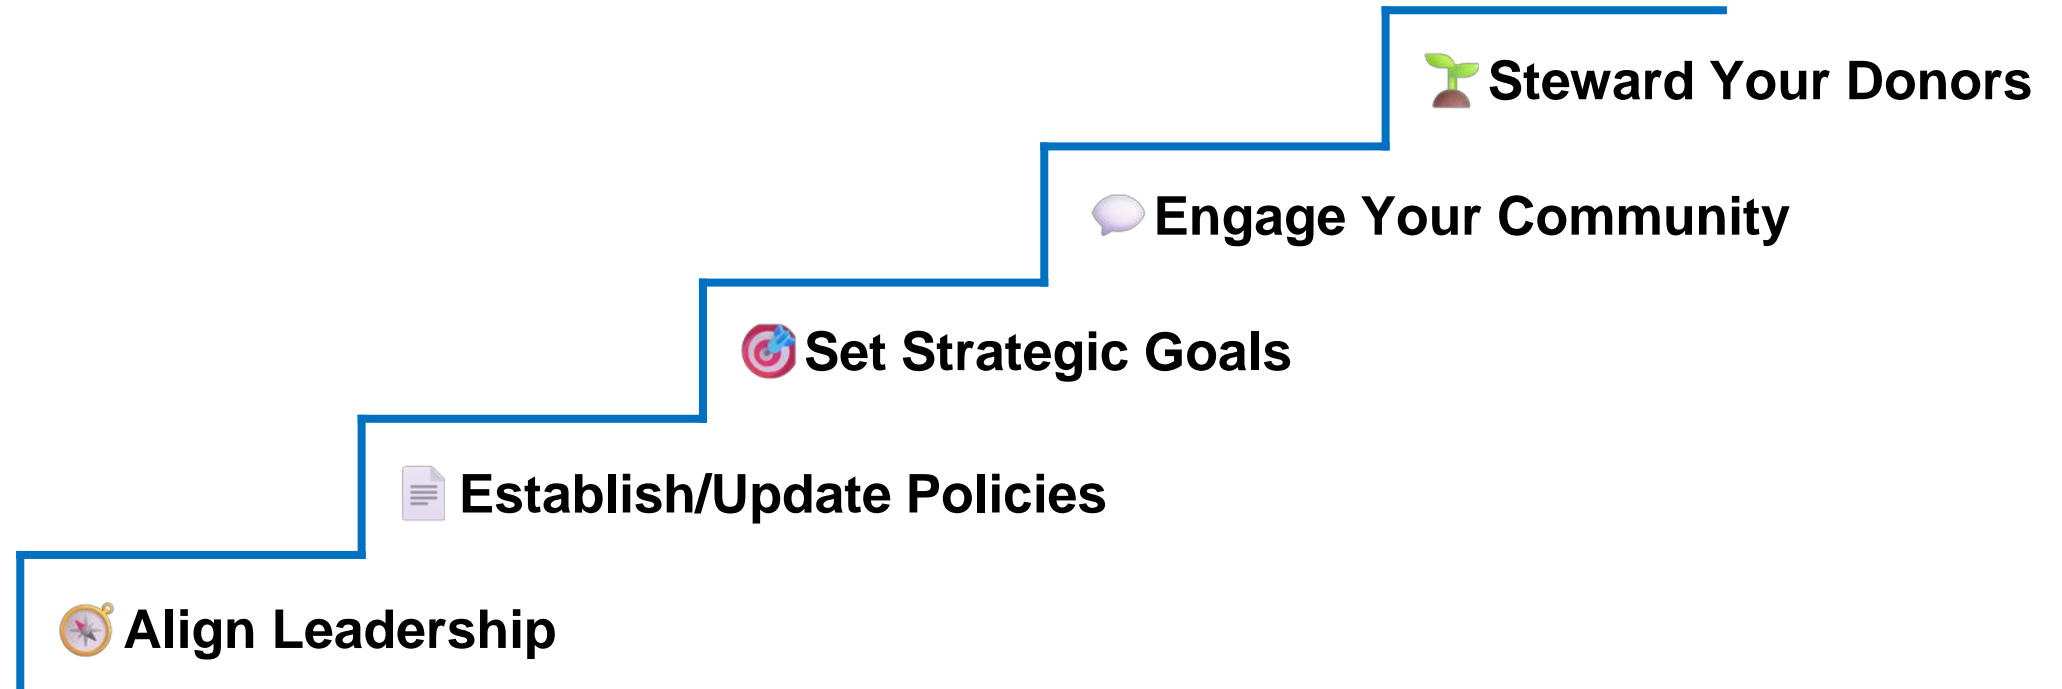 Steward Your Donors
Engage Your Community
Set Strategic Goals
Establish/Update Policies
Align Leadership